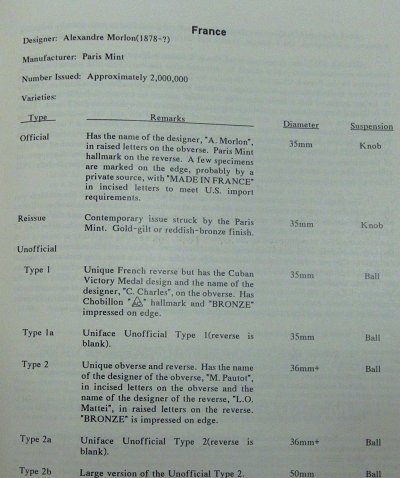 France
Designer: Alexandre Morlon(1878-?)
Manufacturer: Paris Mint
Number Issued: Approximately 2,000,000
Varieties:
Type Remarks Diameter Suspension
Official Has the name of the designer, "A. Morlon", 35mm Knob
in raised letters on the obverse. Paris Mint
hallmark on the reverse. A few specimens
are marked on the edge, probably by a
private source, with "MADE IN FRANCE"
in incised letters to meet U.S. import
requirements.
Reissue Contemporary issue struck by the Paris 35mm Knob
Mint. Gold-gilt or reddish-bronze finish.
Unofficial
Type 1 Unique French reverse but has the Cuban 35mm Ball
Victory Medal design and the name of the
designer, "C. Charles", on the obverse. Has
Chobillon " " hallmark and "BRONZE"
impressed on edge.
Type 1a Uniface Unofficial Type 1(reverse is 35mm Ball
blank).
Type 2 Unique obverse and reverse. Has the name 36mm+ Ball
of the designer of the obverse, "M. Pautot",
in incised letters on the obverse and the
name of the designer of the reverse, "L.O.
Mattei", in raised letters on the reverse.
"BRONZE" is impressed on edge.
Type 2a Uniface Unofficial Type 2(reverse is 36mm+ Ball
blank).
Type 2b Large version of the Unofficial Type 2. 50mm Ball